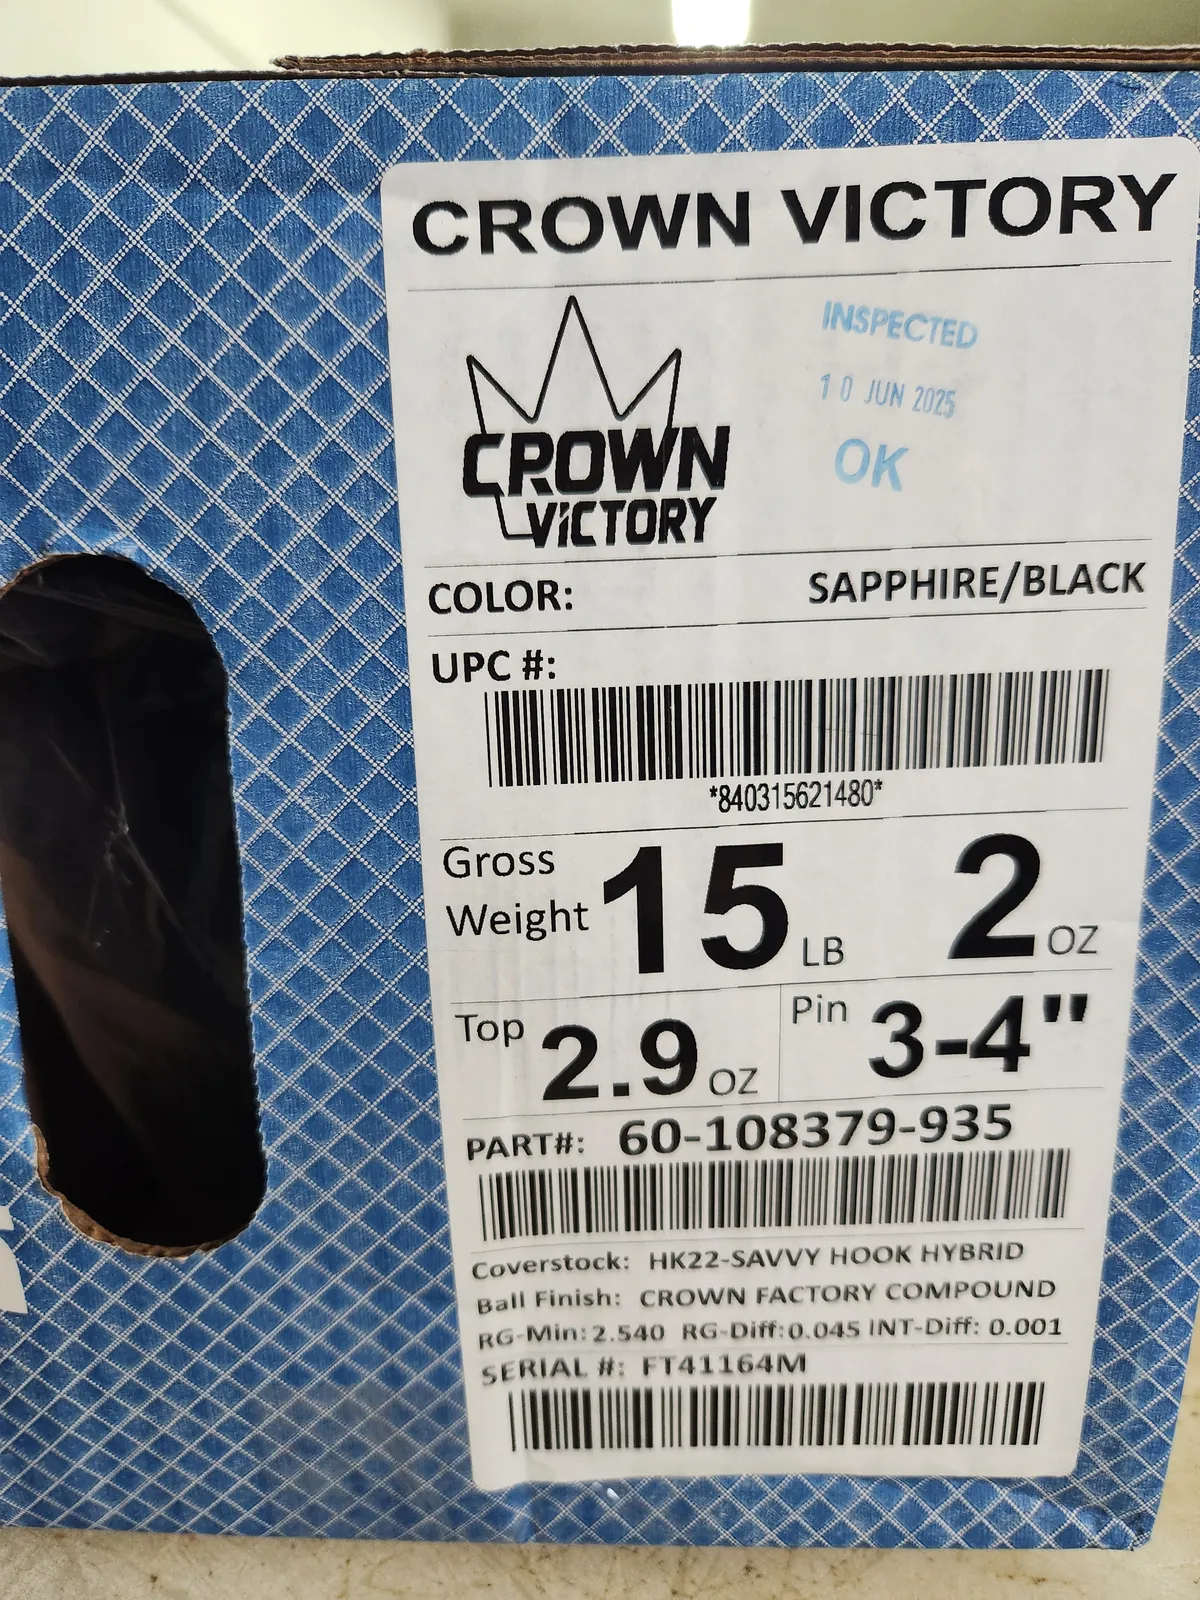 CROWN VICTORY
INSPECTED
10 JUN 2025
OK
CROWN
VICTORY
COLOR: SAPPHIRE/BLACK
UPC #:
*840315621480*
Gross
Weight 15 LB 2 OZ
Top 2.9 OZ Pin 3-4"
PART#: 60-108379-935
Coverstock: HK22-SAVVY HOOK HYBRID
Ball Finish: CROWN FACTORY COMPOUND
RG-Min: 2.540 RG-Diff: 0.045 INT-Diff: 0.001
SERIAL #: FT41164M